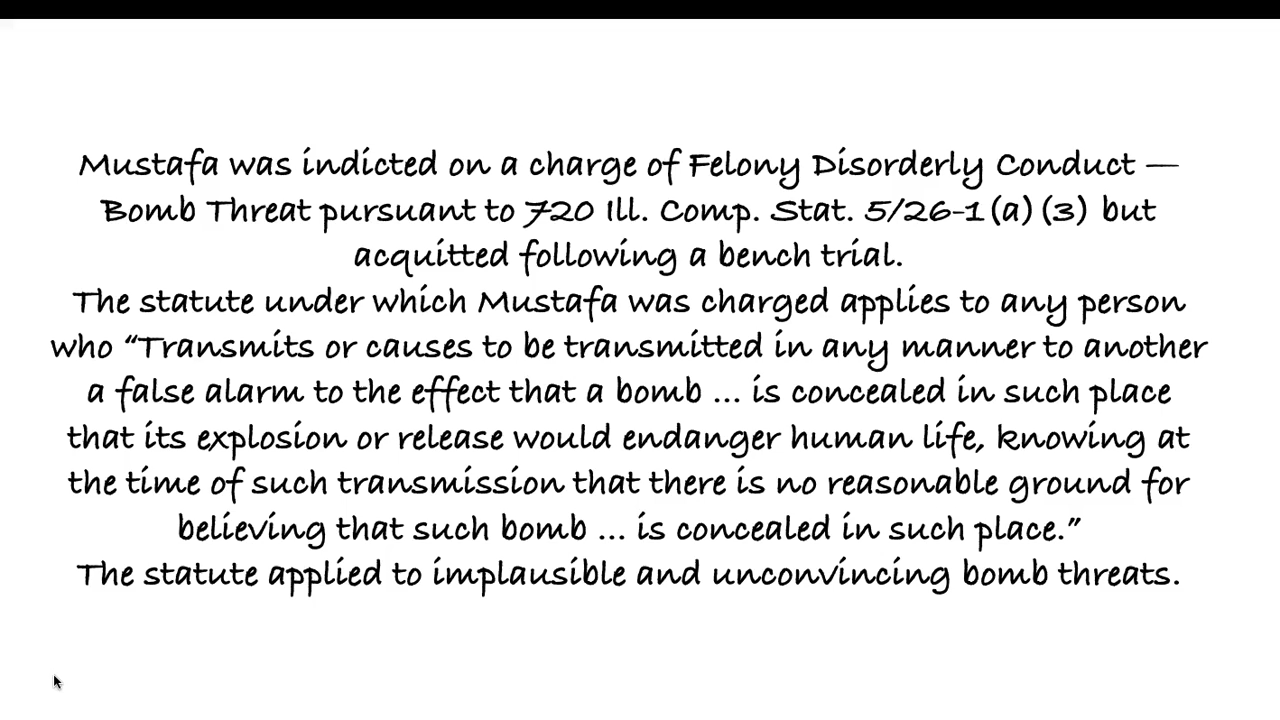 Mustafa was indicted on a charge of Felony Disorderly Conduct —
Bomb Threat pursuant to 720 Ill. Comp. Stat. 5/26-1(a)(3) but
acquitted following a bench trial.
The statute under which Mustafa was charged applies to any person
who “Transmits or causes to be transmitted in any manner to another
a false alarm to the effect that a bomb ... is concealed in such place
that its explosion or release would endanger human life, knowing at
the time of such transmission that there is no reasonable ground for
believing that such bomb ... is concealed in such place.”
The statute applied to implausible and unconvincing bomb threats.